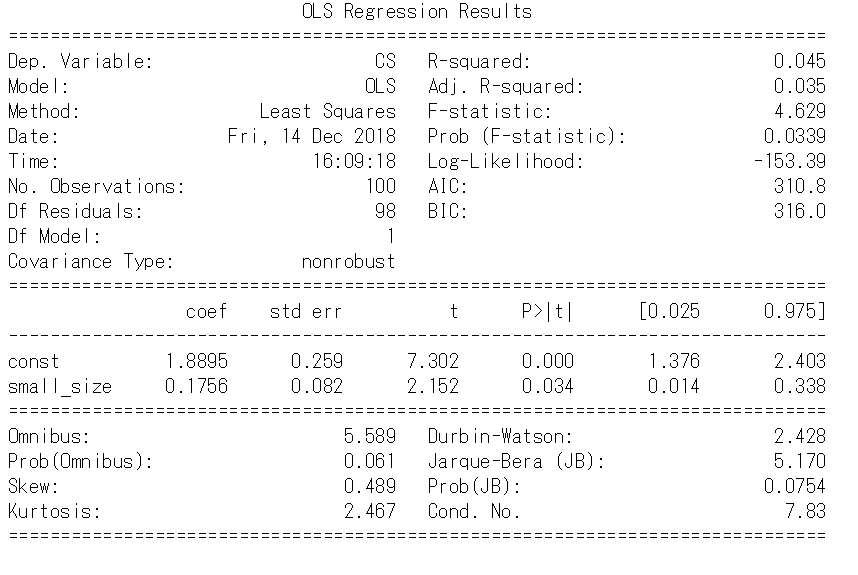 OLS Regression Results
==============================================================================
Dep. Variable: CS R-squared: 0.045
Model: OLS Adj. R-squared: 0.035
Method: Least Squares F-statistic: 4.629
Date: Fri, 14 Dec 2018 Prob (F-statistic): 0.0339
Time: 16:09:18 Log-Likelihood: -153.39
No. Observations: 100 AIC: 310.8
Df Residuals: 98 BIC: 316.0
Df Model: 1
Covariance Type: nonrobust
==============================================================================
coef std err t P>|t| [0.025 0.975]
------------------------------------------------------------------------------
const 1.8895 0.259 7.302 0.000 1.376 2.403
small_size 0.1756 0.082 2.152 0.034 0.014 0.338
==============================================================================
Omnibus: 5.589 Durbin-Watson: 2.428
Prob(Omnibus): 0.061 Jarque-Bera (JB): 5.170
Skew: 0.489 Prob(JB): 0.0754
Kurtosis: 2.467 Cond. No. 7.83
==============================================================================